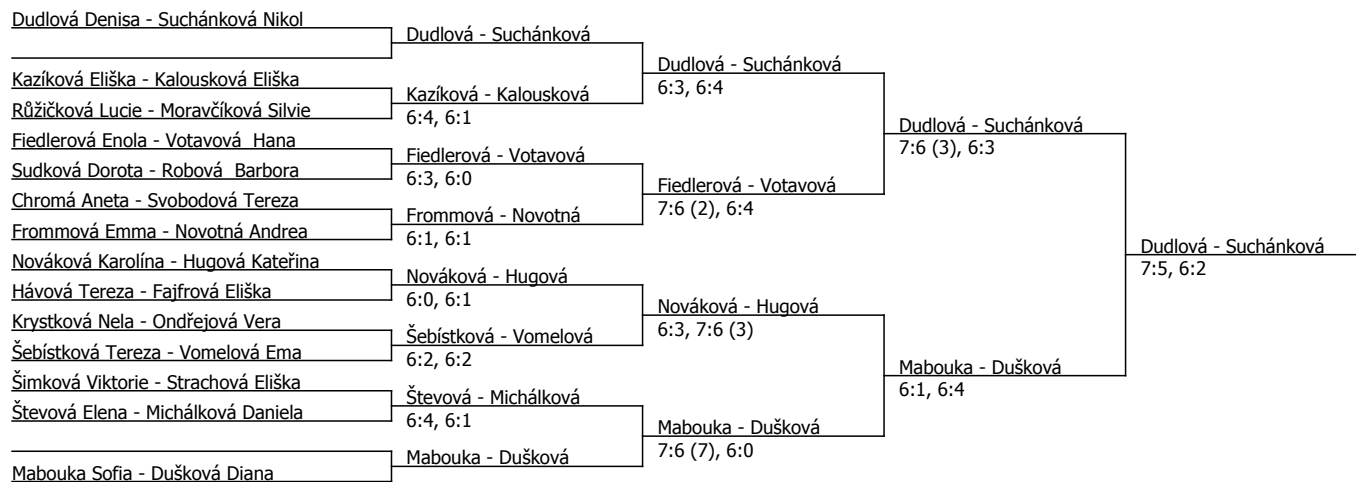 Dudlová Denisa - Suchánková Nikol
Kazíková Eliška - Kalousková Eliška
Růžičková Lucie - Moravčíková Silvie
Fiedlerová Enola - Votavová  Hana
Sudková Dorota - Robová  Barbora
Chromá Aneta - Svobodová Tereza
Frommová Emma - Novotná Andrea
Nováková Karolína - Hugová Kateřina
Hávová Tereza - Fajfrová Eliška
Krystková Nela - Ondřejová Vera
Šebístková Tereza - Vomelová Ema
Šimková Viktorie - Strachová Eliška
Števová Elena - Michálková Daniela
Mabouka Sofia - Dušková Diana
Dudlová - Suchánková
Kazíková - Kalousková
6:4, 6:1
Fiedlerová - Votavová
6:3, 6:0
Frommová - Novotná
6:1, 6:1
Nováková - Hugová
6:0, 6:1
Šebístková - Vomelová
6:2, 6:2
Števová - Michálková
6:4, 6:1
Mabouka - Dušková
Dudlová - Suchánková
6:3, 6:4
Fiedlerová - Votavová
7:6 (2), 6:4
Nováková - Hugová
6:3, 7:6 (3)
Mabouka - Dušková
7:6 (7), 6:0
Dudlová - Suchánková
7:6 (3), 6:3
Mabouka - Dušková
6:1, 6:4
Dudlová - Suchánková
7:5, 6:2